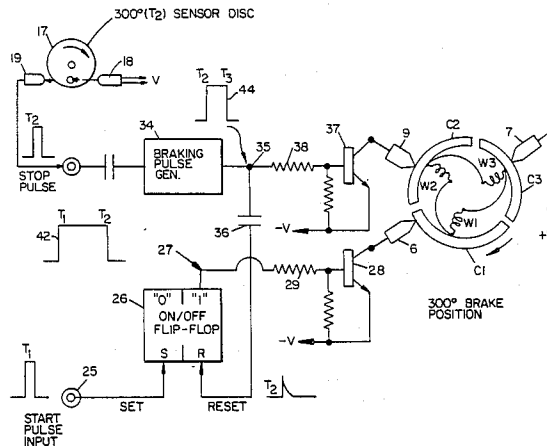 300°(T₂) SENSOR DISC
17
19
18
V
T₂
STOP
PULSE
34
BRAKING
PULSE
GEN.
T₂ T₃
44
35
38
37
9
C2
7
W2
W3
C3
W1
C1
6
+
300° BRAKE
POSITION
-V
36
42
T₁ T₂
27
26
"0" "1"
ON/OFF
FLIP-FLOP
S R
29
28
-V
T₁
25
START
PULSE
INPUT
SET
RESET
T₂